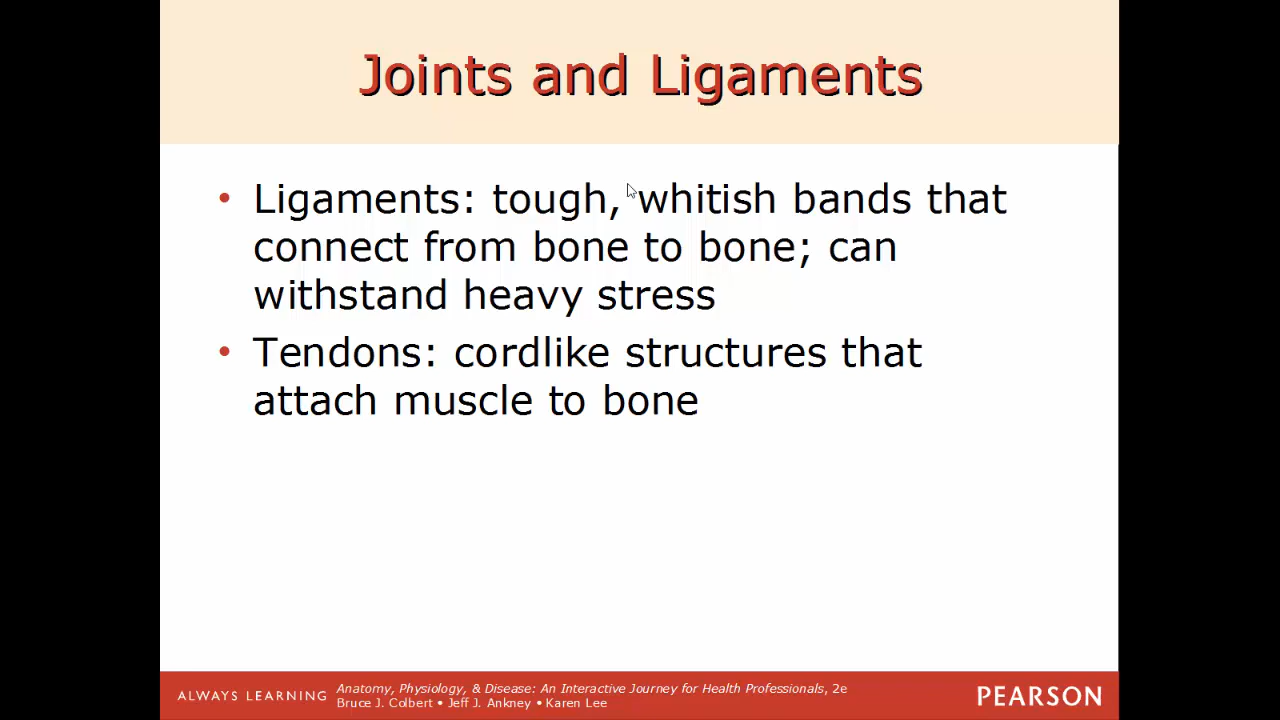 Joints and Ligaments
• Ligaments: tough, whitish bands that
connect from bone to bone; can
withstand heavy stress
• Tendons: cordlike structures that
attach muscle to bone
ALWAYS LEARNING
Anatomy, Physiology, & Disease: An Interactive Journey for Health Professionals, 2e
Bruce J. Colbert • Jeff J. Ankney • Karen Lee
PEARSON